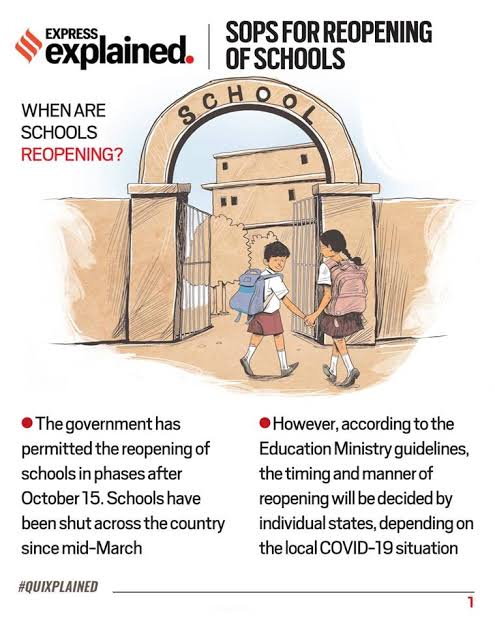 EXPRESS
explained.
SOPS FOR REOPENING
OF SCHOOLS
WHEN ARE
SCHOOLS
REOPENING?
SCHOOL
The government has
permitted the reopening of
schools in phases after
October 15. Schools have
been shut across the country
since mid-March
However, according to the
Education Ministry guidelines,
the timing and manner of
reopening will be decided by
individual states, depending on
the local COVID-19 situation
#QUIXPLAINED
1